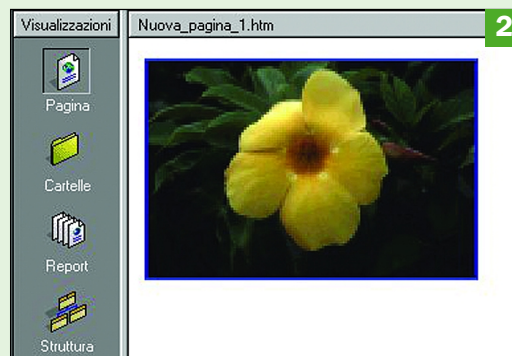 Visualizzazioni
Nuova_pagina_1.htm
2
Pagina
Cartelle
Report
Struttura